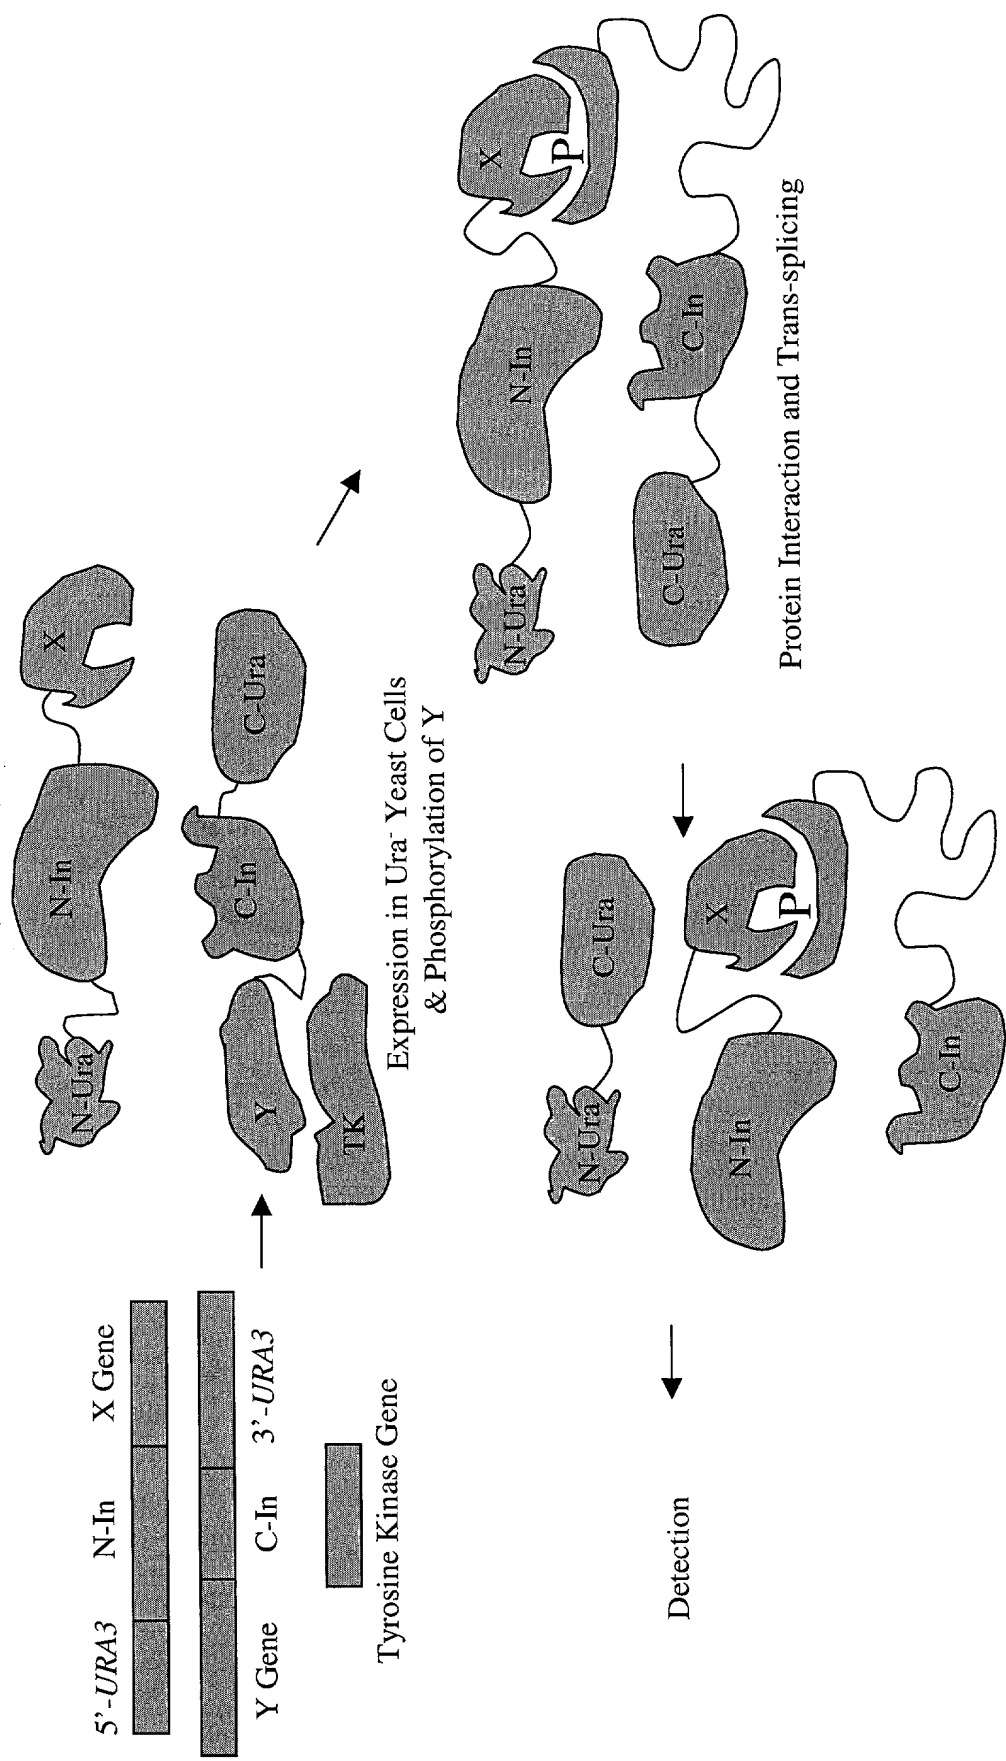 5'-URA3 N-In X Gene
Y Gene C-In 3'-URA3
Tyrosine Kinase Gene
N-Ura N-In X
Y C-In C-Ura
TK
Expression in Ura⁻ Yeast Cells
& Phosphorylation of Y
N-Ura N-In X
P
C-Ura C-In
Protein Interaction and Trans-splicing
N-Ura C-Ura
N-In X
P
C-In
Detection